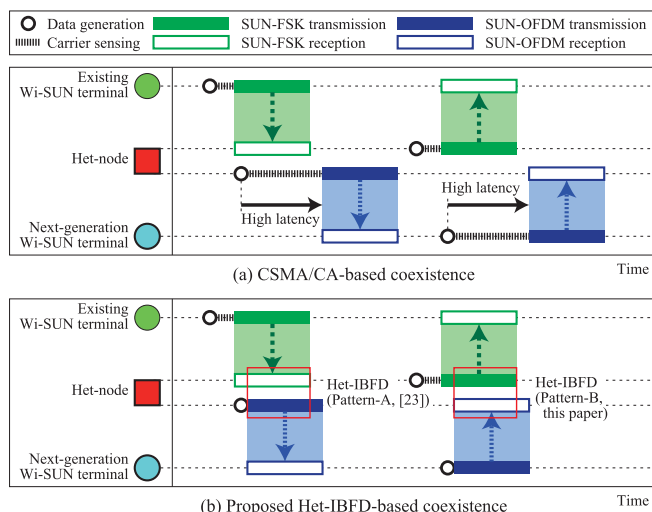 Data generation
SUN-FSK transmission
SUN-OFDM transmission
Carrier sensing
SUN-FSK reception
SUN-OFDM reception
Existing
Wi-SUN terminal
Het-node
High latency
High latency
Next-generation
Wi-SUN terminal
(a) CSMA/CA-based coexistence
Time
Existing
Wi-SUN terminal
Het-node
Het-IBFD
(Pattern-A, [23])
Het-IBFD
(Pattern-B,
this paper)
Next-generation
Wi-SUN terminal
(b) Proposed Het-IBFD-based coexistence
Time